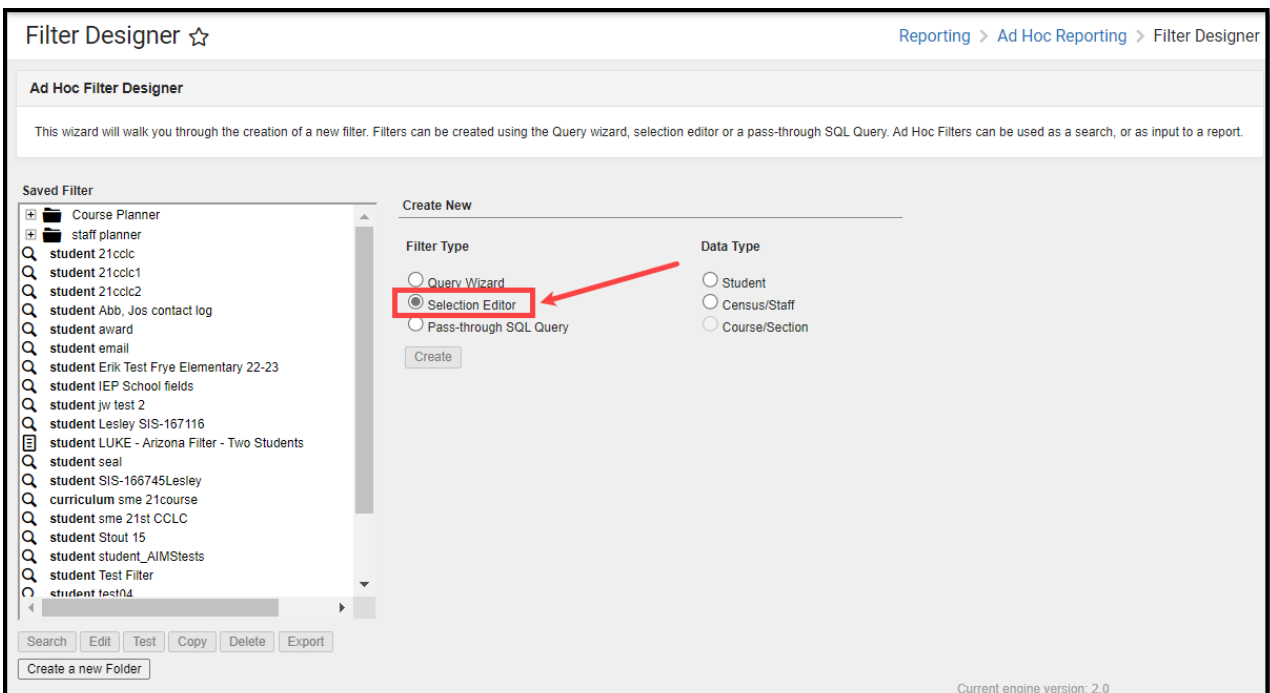 Filter Designer
Reporting > Ad Hoc Reporting > Filter Designer
Ad Hoc Filter Designer
This wizard will walk you through the creation of a new filter. Filters can be created using the Query wizard, selection editor or a pass-through SQL Query. Ad Hoc Filters can be used as a search, or as input to a report.
Saved Filter
Course Planner
staff planner
student 21cclc
student 21cclc1
student 21cclc2
student Abb, Jos contact log
student award
student email
student Erik Test Frye Elementary 22-23
student IEP School fields
student jw test 2
student Lesley SIS-167116
student LUKE - Arizona Filter - Two Students
student seal
student SIS-166745Lesley
curriculum sme 21course
student sme 21st CCLC
student Stout 15
student student_AIMStests
student Test Filter
student test04
Search Edit Test Copy Delete Export
Create a new Folder
Create New
Filter Type
Query Wizard
Selection Editor
Pass-through SQL Query
Create
Data Type
Student
Census/Staff
Course/Section
Current engine version: 2.0